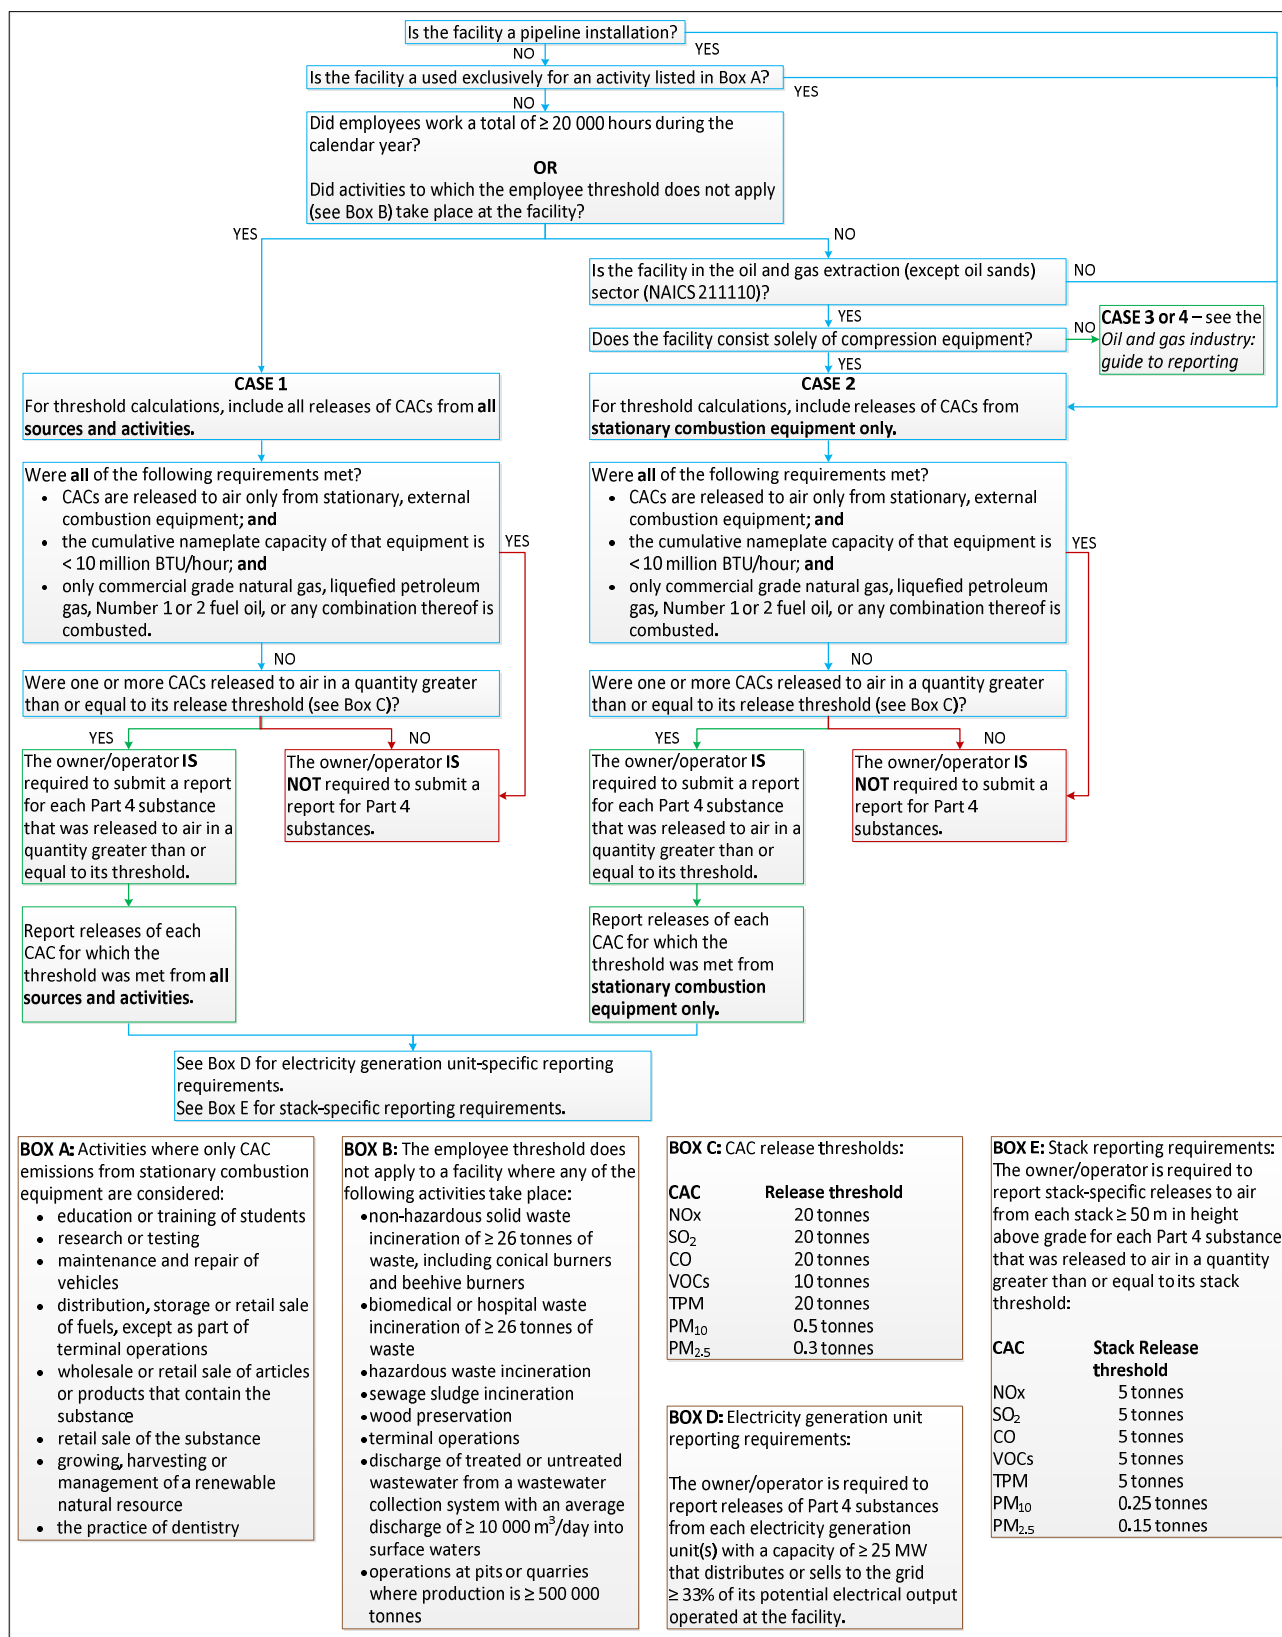 Is the facility a pipeline installation?
YES
NO
Is the facility a used exclusively for an activity listed in Box A?
YES
NO
Did employees work a total of ≥ 20 000 hours during the
calendar year?
OR
Did activities to which the employee threshold does not apply
(see Box B) take place at the facility?
YES
NO
Is the facility in the oil and gas extraction (except oil sands)
sector (NAICS 211110)?
NO
YES
Does the facility consist solely of compression equipment?
NO
CASE 3 or 4 – see the
Oil and gas industry:
guide to reporting
YES
CASE 1
For threshold calculations, include all releases of CACs from all
sources and activities.
CASE 2
For threshold calculations, include releases of CACs from
stationary combustion equipment only.
Were all of the following requirements met?
• CACs are released to air only from stationary, external
combustion equipment; and
• the cumulative nameplate capacity of that equipment is
< 10 million BTU/hour; and
• only commercial grade natural gas, liquefied petroleum
gas, Number 1 or 2 fuel oil, or any combination thereof is
combusted.
YES
NO
Were all of the following requirements met?
• CACs are released to air only from stationary, external
combustion equipment; and
• the cumulative nameplate capacity of that equipment is
< 10 million BTU/hour; and
• only commercial grade natural gas, liquefied petroleum
gas, Number 1 or 2 fuel oil, or any combination thereof is
combusted.
YES
NO
Were one or more CACs released to air in a quantity greater
than or equal to its release threshold (see Box C)?
YES
NO
Were one or more CACs released to air in a quantity greater
than or equal to its release threshold (see Box C)?
YES
NO
The owner/operator IS
required to submit a report
for each Part 4 substance
that was released to air in a
quantity greater than or
equal to its threshold.
The owner/operator IS
NOT required to submit a
report for Part 4
substances.
The owner/operator IS
required to submit a report
for each Part 4 substance
that was released to air in a
quantity greater than or
equal to its threshold.
The owner/operator IS
NOT required to submit a
report for Part 4
substances.
Report releases of each
CAC for which the
threshold was met from all
sources and activities.
Report releases of each
CAC for which the
threshold was met from
stationary combustion
equipment only.
See Box D for electricity generation unit-specific reporting
requirements.
See Box E for stack-specific reporting requirements.
BOX A: Activities where only CAC
emissions from stationary combustion
equipment are considered:
• education or training of students
• research or testing
• maintenance and repair of
vehicles
• distribution, storage or retail sale
of fuels, except as part of
terminal operations
• wholesale or retail sale of articles
or products that contain the
substance
• retail sale of the substance
• growing, harvesting or
management of a renewable
natural resource
• the practice of dentistry
BOX B: The employee threshold does
not apply to a facility where any of the
following activities take place:
• non-hazardous solid waste
incineration of ≥ 26 tonnes of
waste, including conical burners
and beehive burners
• biomedical or hospital waste
incineration of ≥ 26 tonnes of
waste
• hazardous waste incineration
• sewage sludge incineration
• wood preservation
• terminal operations
• discharge of treated or untreated
wastewater from a wastewater
collection system with an average
discharge of ≥ 10 000 m³/day into
surface waters
• operations at pits or quarries
where production is ≥ 500 000
tonnes
BOX C: CAC release thresholds:
CAC Release threshold
NOx 20 tonnes
SO₂ 20 tonnes
CO 20 tonnes
VOCs 10 tonnes
TPM 20 tonnes
PM₁₀ 0.5 tonnes
PM₂.₅ 0.3 tonnes
BOX D: Electricity generation unit
reporting requirements:
The owner/operator is required to
report releases of Part 4 substances
from each electricity generation
unit(s) with a capacity of ≥ 25 MW
that distributes or sells to the grid
≥ 33% of its potential electrical output
operated at the facility.
BOX E: Stack reporting requirements:
The owner/operator is required to
report stack-specific releases to air
from each stack ≥ 50 m in height
above grade for each Part 4 substance
that was released to air in a quantity
greater than or equal to its stack
threshold:
CAC Stack Release
threshold
NOx 5 tonnes
SO₂ 5 tonnes
CO 5 tonnes
VOCs 5 tonnes
TPM 5 tonnes
PM₁₀ 0.25 tonnes
PM₂.₅ 0.15 tonnes